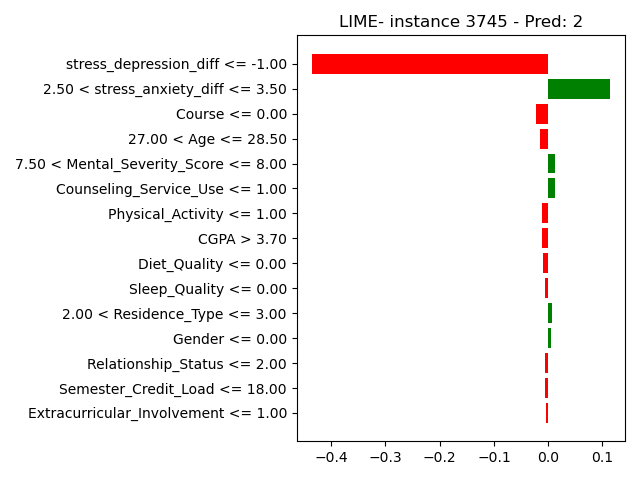 LIME- instance 3745 - Pred: 2
stress_depression_diff <= -1.00
2.50 < stress_anxiety_diff <= 3.50
Course <= 0.00
27.00 < Age <= 28.50
7.50 < Mental_Severity_Score <= 8.00
Counseling_Service_Use <= 1.00
Physical_Activity <= 1.00
CGPA > 3.70
Diet_Quality <= 0.00
Sleep_Quality <= 0.00
2.00 < Residence_Type <= 3.00
Gender <= 0.00
Relationship_Status <= 2.00
Semester_Credit_Load <= 18.00
Extracurricular_Involvement <= 1.00
−0.4 −0.3 −0.2 −0.1 0.0 0.1